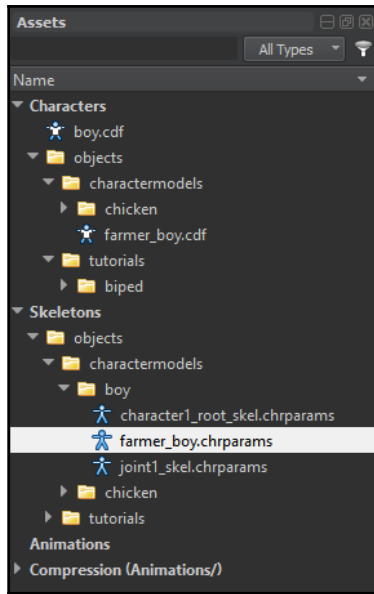 Assets
All Types
Name
Characters
boy.cdf
objects
charactermodels
chicken
farmer_boy.cdf
tutorials
biped
Skeletons
objects
charactermodels
boy
character1_root_skel.chrparams
farmer_boy.chrparams
joint1_skel.chrparams
chicken
tutorials
Animations
Compression (Animations/)